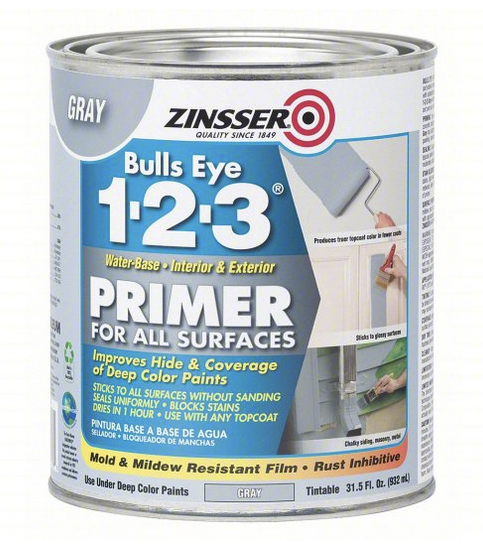 GRAY
ZINSSER®
QUALITY SINCE 1849
Bulls Eye
1-2-3®
Water-Base • Interior & Exterior
PRIMER
FOR ALL SURFACES
Improves Hide & Coverage
of Deep Color Paints
STICKS TO ALL SURFACES WITHOUT SANDING
SEALS UNIFORMLY • BLOCKS STAINS
DRIES IN 1 HOUR • USE WITH ANY TOPCOAT
PINTURA BASE A BASE DE AGUA
SELLADOR • BLOQUEADOR DE MANCHAS
Produces truer topcoat color in fewer coats
Sticks to glossy surfaces
Chalky siding, masonry, metal
Mold & Mildew Resistant Film • Rust Inhibitive
Use Under Deep Color Paints
GRAY
Tintable 31.5 Fl. Oz. (932 mL)